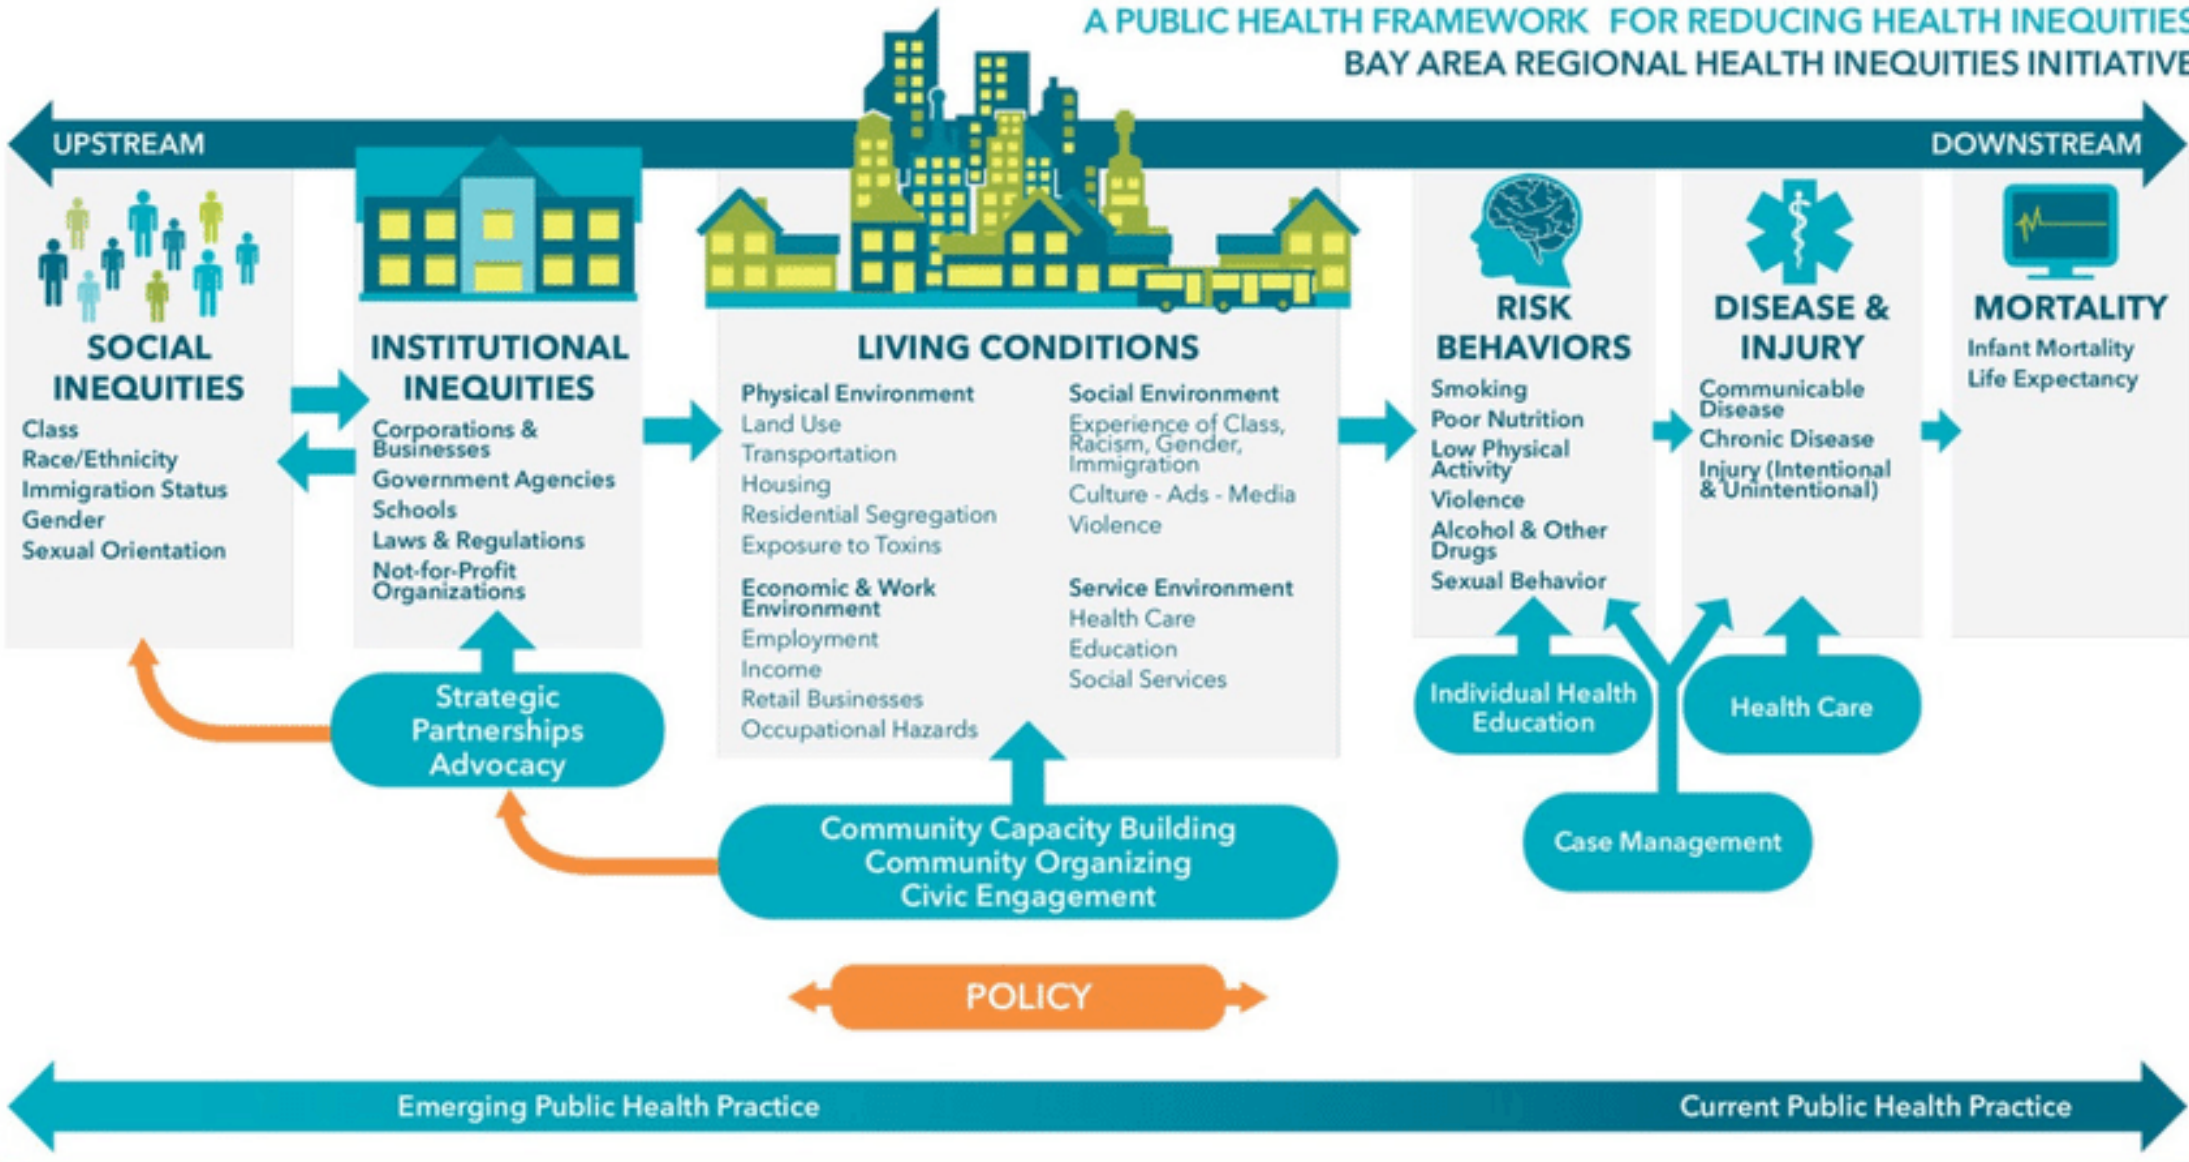 A PUBLIC HEALTH FRAMEWORK FOR REDUCING HEALTH INEQUITIES
BAY AREA REGIONAL HEALTH INEQUITIES INITIATIVE
UPSTREAM
DOWNSTREAM
SOCIAL
INEQUITIES
Class
Race/Ethnicity
Immigration Status
Gender
Sexual Orientation
INSTITUTIONAL
INEQUITIES
Corporations &
Businesses
Government Agencies
Schools
Laws & Regulations
Not-for-Profit
Organizations
LIVING CONDITIONS
Physical Environment
Land Use
Transportation
Housing
Residential Segregation
Exposure to Toxins
Economic & Work
Environment
Employment
Income
Retail Businesses
Occupational Hazards
Social Environment
Experience of Class,
Racism, Gender,
Immigration
Culture - Ads - Media
Violence
Service Environment
Health Care
Education
Social Services
RISK
BEHAVIORS
Smoking
Poor Nutrition
Low Physical
Activity
Violence
Alcohol & Other
Drugs
Sexual Behavior
DISEASE &
INJURY
Communicable
Disease
Chronic Disease
Injury (Intentional
& Unintentional)
MORTALITY
Infant Mortality
Life Expectancy
Strategic
Partnerships
Advocacy
Community Capacity Building
Community Organizing
Civic Engagement
Individual Health
Education
Health Care
Case Management
POLICY
Emerging Public Health Practice
Current Public Health Practice